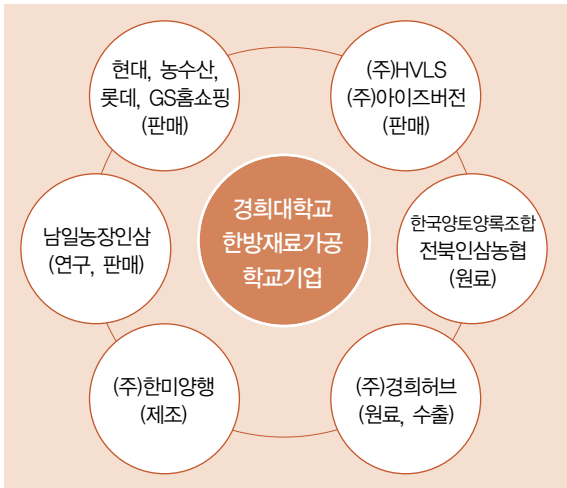 현대, 농수산,
롯데, GS홈쇼핑
(판매)
(주)HVLS
(주)아이즈버전
(판매)
경희대학교
한방재료가공
학교기업
남일농장인삼
(연구, 판매)
한국양토양록조합
전북인삼농협
(원료)
(주)한미양행
(제조)
(주)경희허브
(원료, 수출)